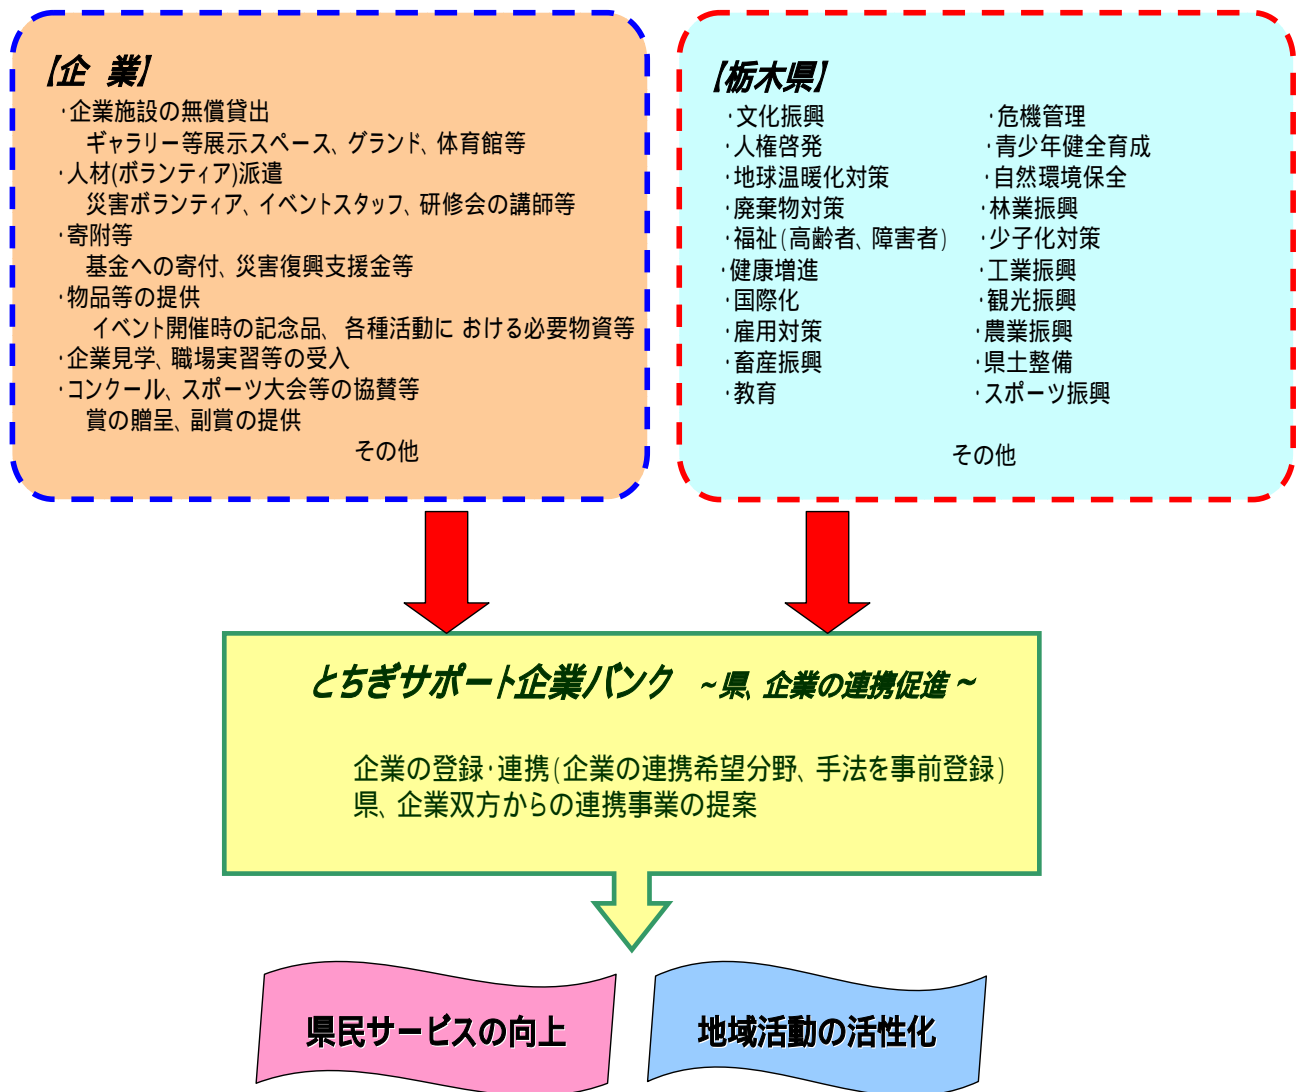 【企　業】
・企業施設の無償貸出
ギャラリー等展示スペース、グランド、体育館等
・人材(ボランティア)派遣
災害ボランティア、イベントスタッフ、研修会の講師等
・寄附等
基金への寄付、災害復興支援金等
・物品等の提供
イベント開催時の記念品、各種活動に おける必要物資等
・企業見学、職場実習等の受入
・コンクール、スポーツ大会等の協賛等
賞の贈呈、副賞の提供
その他
【栃木県】
・文化振興
・人権啓発
・地球温暖化対策
・廃棄物対策
・福祉(高齢者、障害者)
・健康増進
・国際化
・雇用対策
・畜産振興
・教育
・危機管理
・青少年健全育成
・自然環境保全
・林業振興
・少子化対策
・工業振興
・観光振興
・農業振興
・県土整備
・スポーツ振興
その他
とちぎサポート企業バンク　～県、企業の連携促進～
企業の登録・連携(企業の連携希望分野、手法を事前登録)
県、企業双方からの連携事業の提案
県民サービスの向上
地域活動の活性化